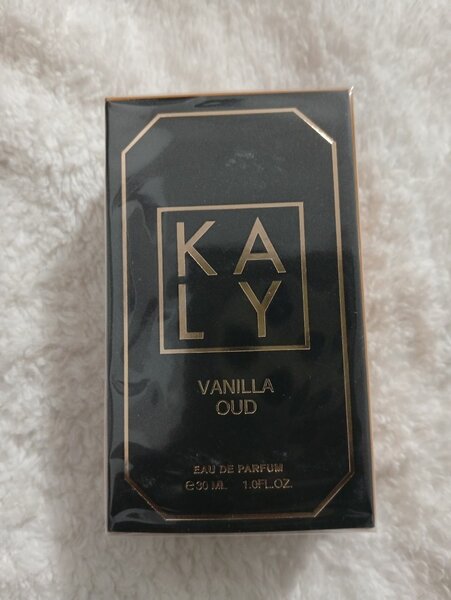 KA
LY
VANILLA
OUD
EAU DE PARFUM
℮30 ML. 1.0FL.OZ.